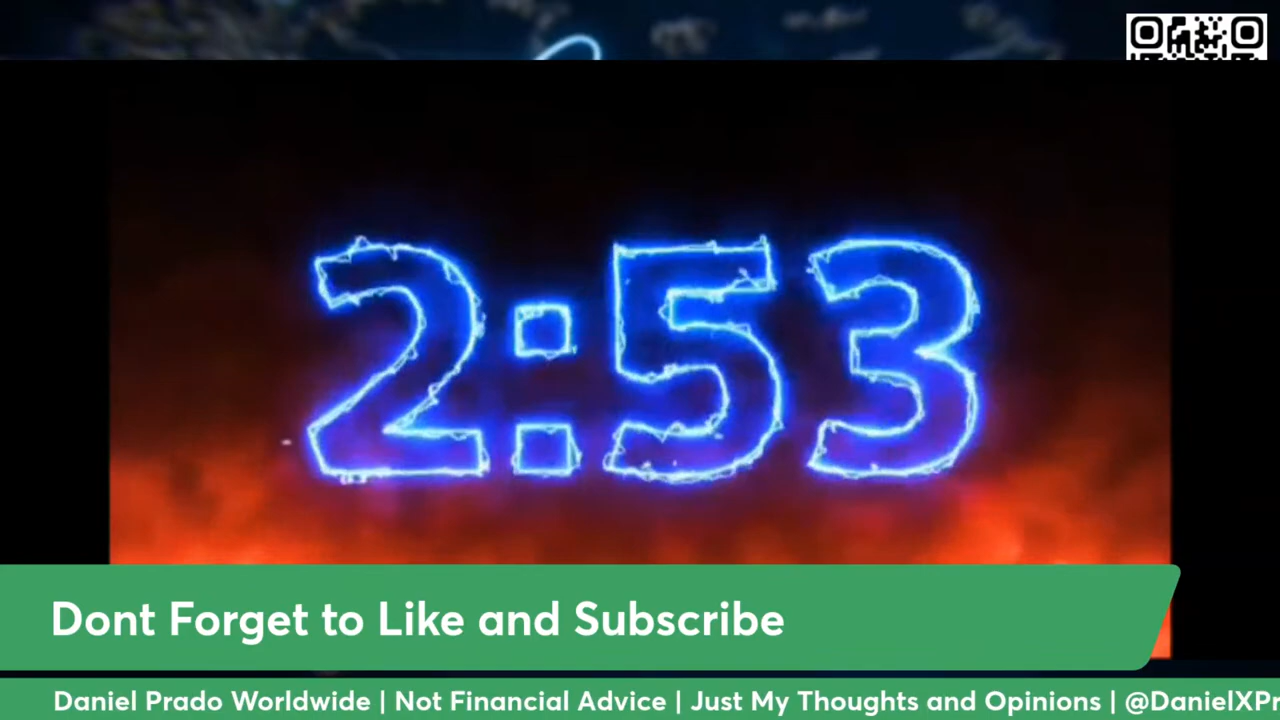 2:53
Dont Forget to Like and Subscribe
Daniel Prado Worldwide | Not Financial Advice | Just My Thoughts and Opinions | @DanielXPr